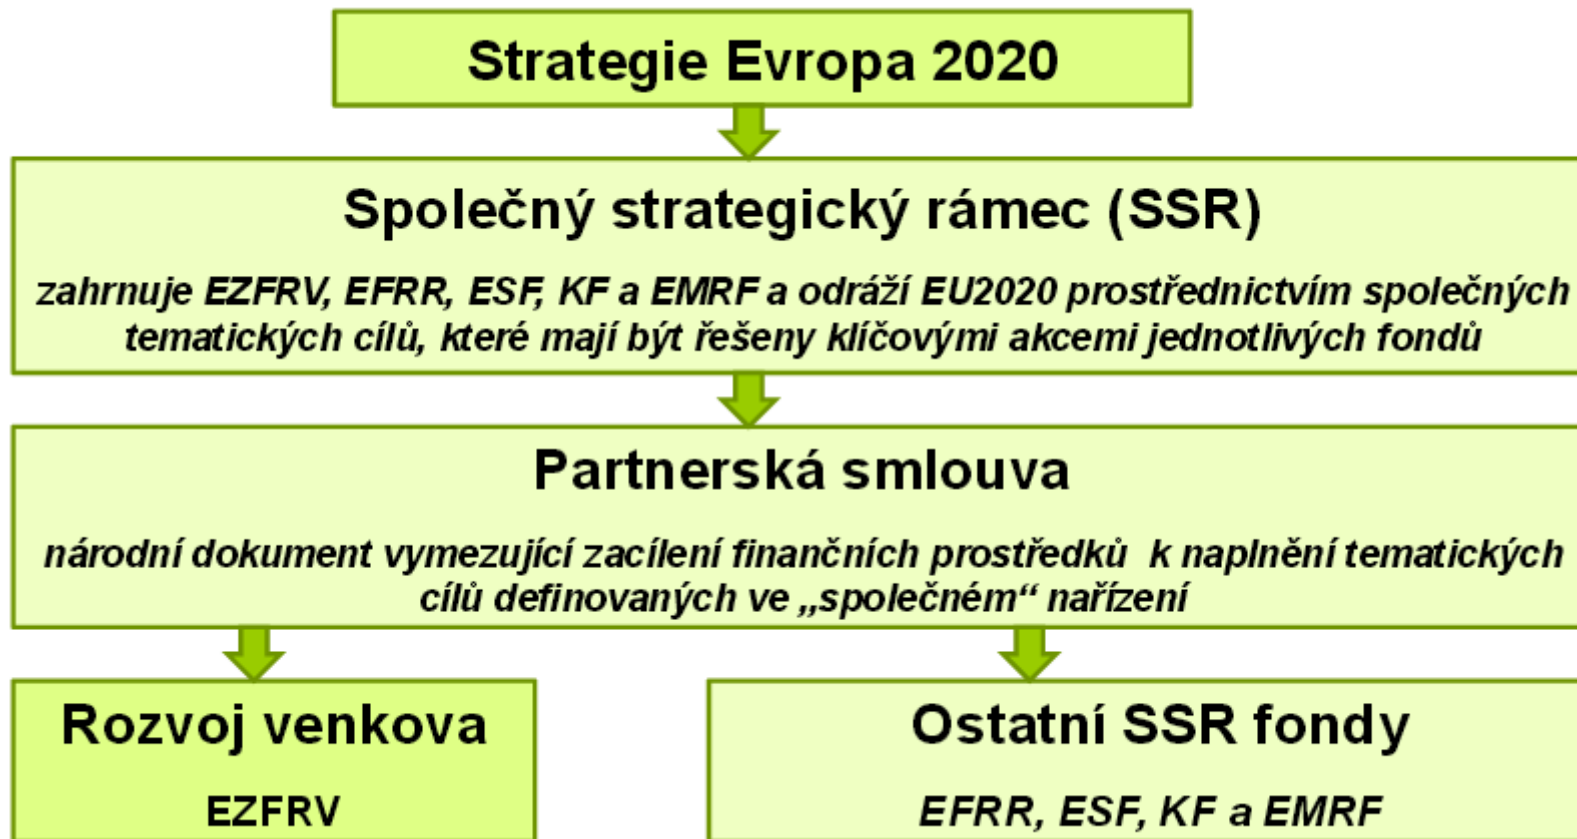 Strategie Evropa 2020
Společný strategický rámec (SSR)
zahrnuje EZFRV, EFRR, ESF, KF a EMRF a odráží EU2020 prostřednictvím společných
tematických cílů, které mají být řešeny klíčovými akcemi jednotlivých fondů
Partnerská smlouva
národní dokument vymezující zacílení finančních prostředků  k naplnění tematických
cílů definovaných ve „společném“ nařízení
Rozvoj venkova
EZFRV
Ostatní SSR fondy
EFRR, ESF, KF a EMRF